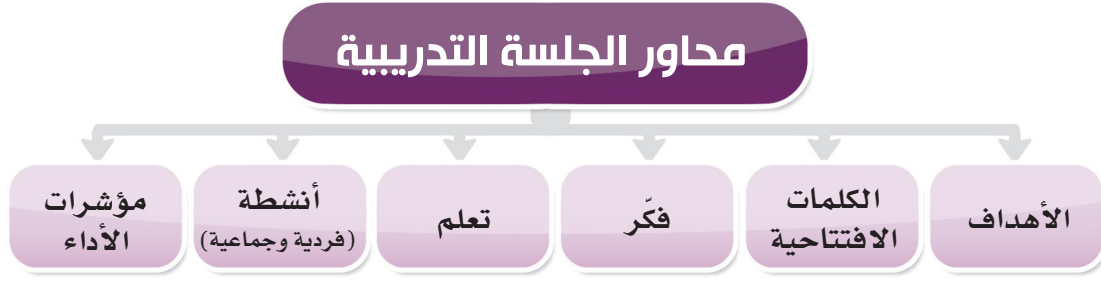 محاور الجلسة التدريبية
الأهداف
الكلمات
الافتتاحية
فكّر
تعلم
أنشطة
(فردية وجماعية)
مؤشرات
الأداء